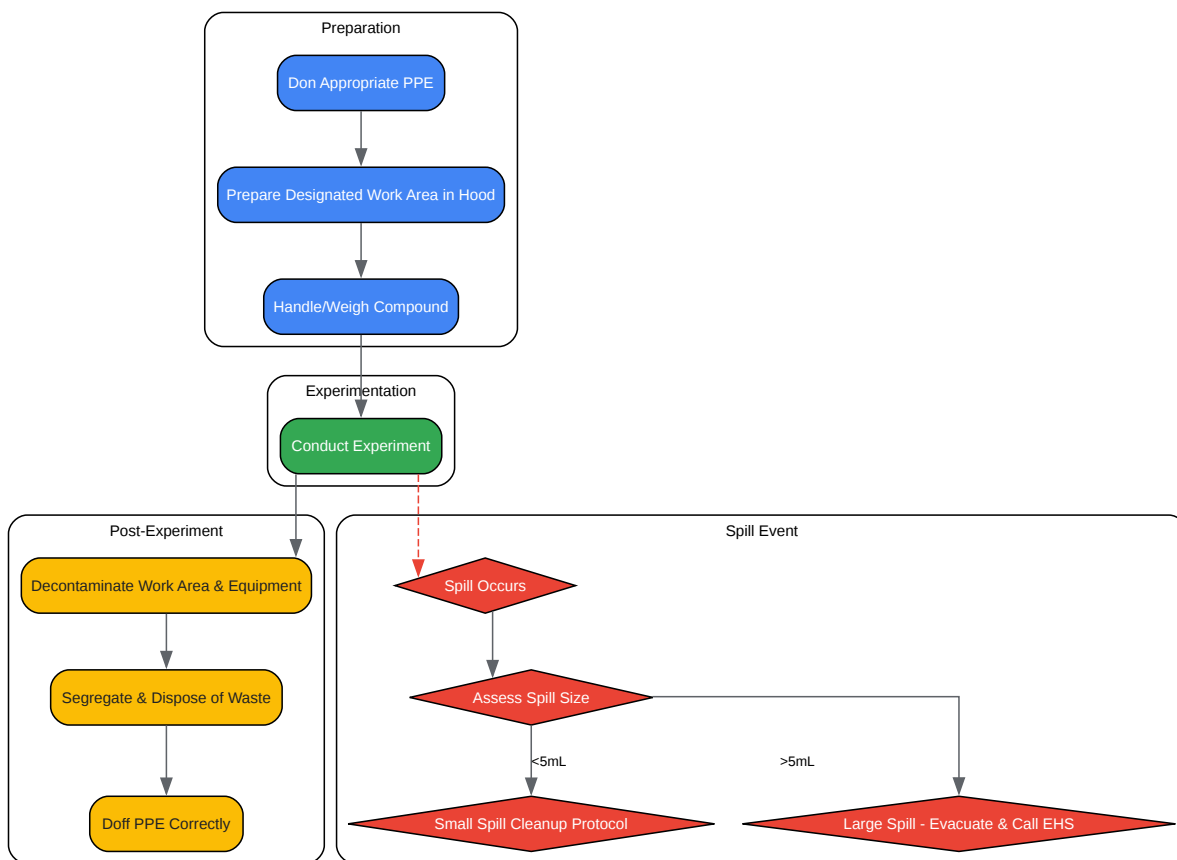 Preparation
Don Appropriate PPE
Prepare Designated Work Area in Hood
Handle/Weigh Compound
Experimentation
Conduct Experiment
Post-Experiment
Decontaminate Work Area & Equipment
Segregate & Dispose of Waste
Doff PPE Correctly
Spill Event
Spill Occurs
Assess Spill Size
<5mL
>5mL
Small Spill Cleanup Protocol
Large Spill - Evacuate & Call EHS